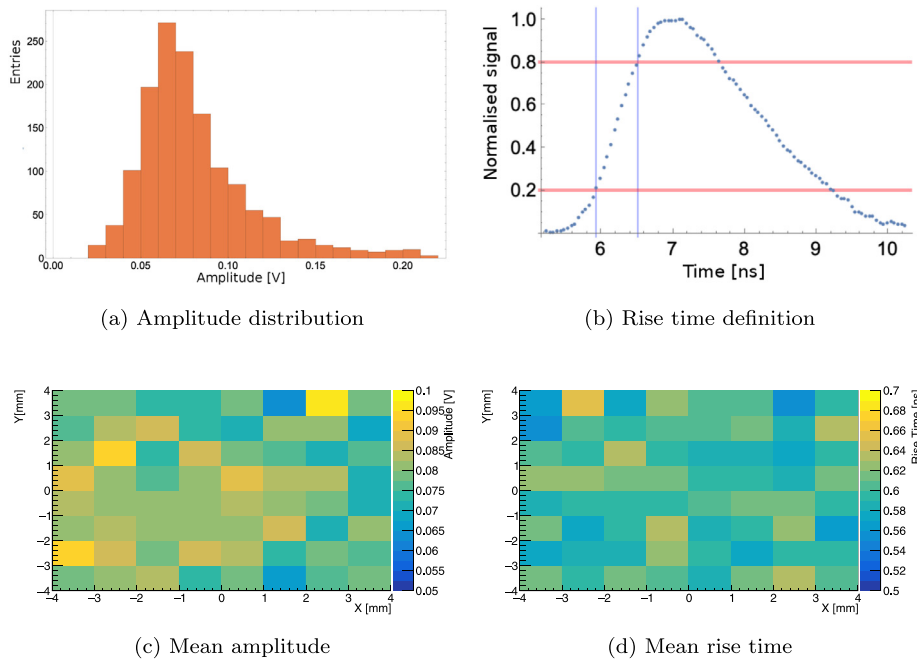 Entries
250
200
150
100
50
0
0.00 0.05 0.10 0.15 0.20
Amplitude [V]
(a) Amplitude distribution
Normalised signal
1.0
0.8
0.6
0.4
0.2
6 7 8 9 10
Time [ns]
(b) Rise time definition
Y[mm]
4
3
2
1
0
−1
−2
−3
−4
−4 −3 −2 −1 0 1 2 3 4
X [mm]
0.1
0.095
0.09
0.085
0.08
0.075
0.07
0.065
0.06
0.055
0.05
Amplitude [V]
(c) Mean amplitude
Y[mm]
4
3
2
1
0
−1
−2
−3
−4
−4 −3 −2 −1 0 1 2 3 4
X [mm]
0.7
0.68
0.66
0.64
0.62
0.6
0.58
0.56
0.54
0.52
0.5
Rise Time [ns]
(d) Mean rise time